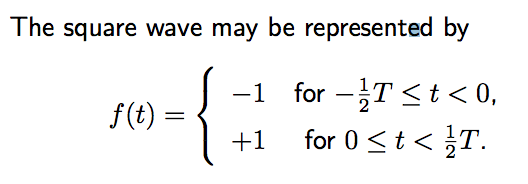 The square wave may be represented by
−1 for −½T ≤ t < 0,
f(t) = {
+1 for 0 ≤ t < ½T.